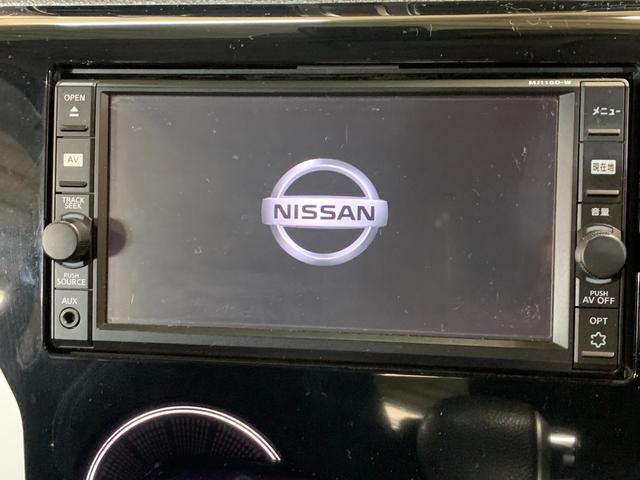 MJ116D-W
OPEN
AV
TRACK
SEEK
PUSH
SOURCE
AUX
NISSAN
メニュー
現在地
音量
PUSH
AV OFF
OPT